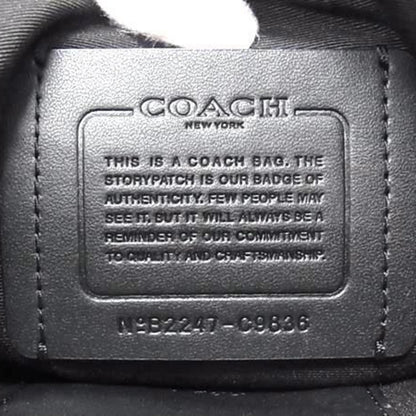 COACH
NEW YORK
THIS IS A COACH BAG. THE
STORYPATCH IS OUR BADGE OF
AUTHENTICITY. FEW PEOPLE MAY
SEE IT, BUT IT WILL ALWAYS BE A
REMINDER OF OUR COMMITMENT
TO QUALITY AND CRAFTSMANSHIP.
NºB2247-C9836